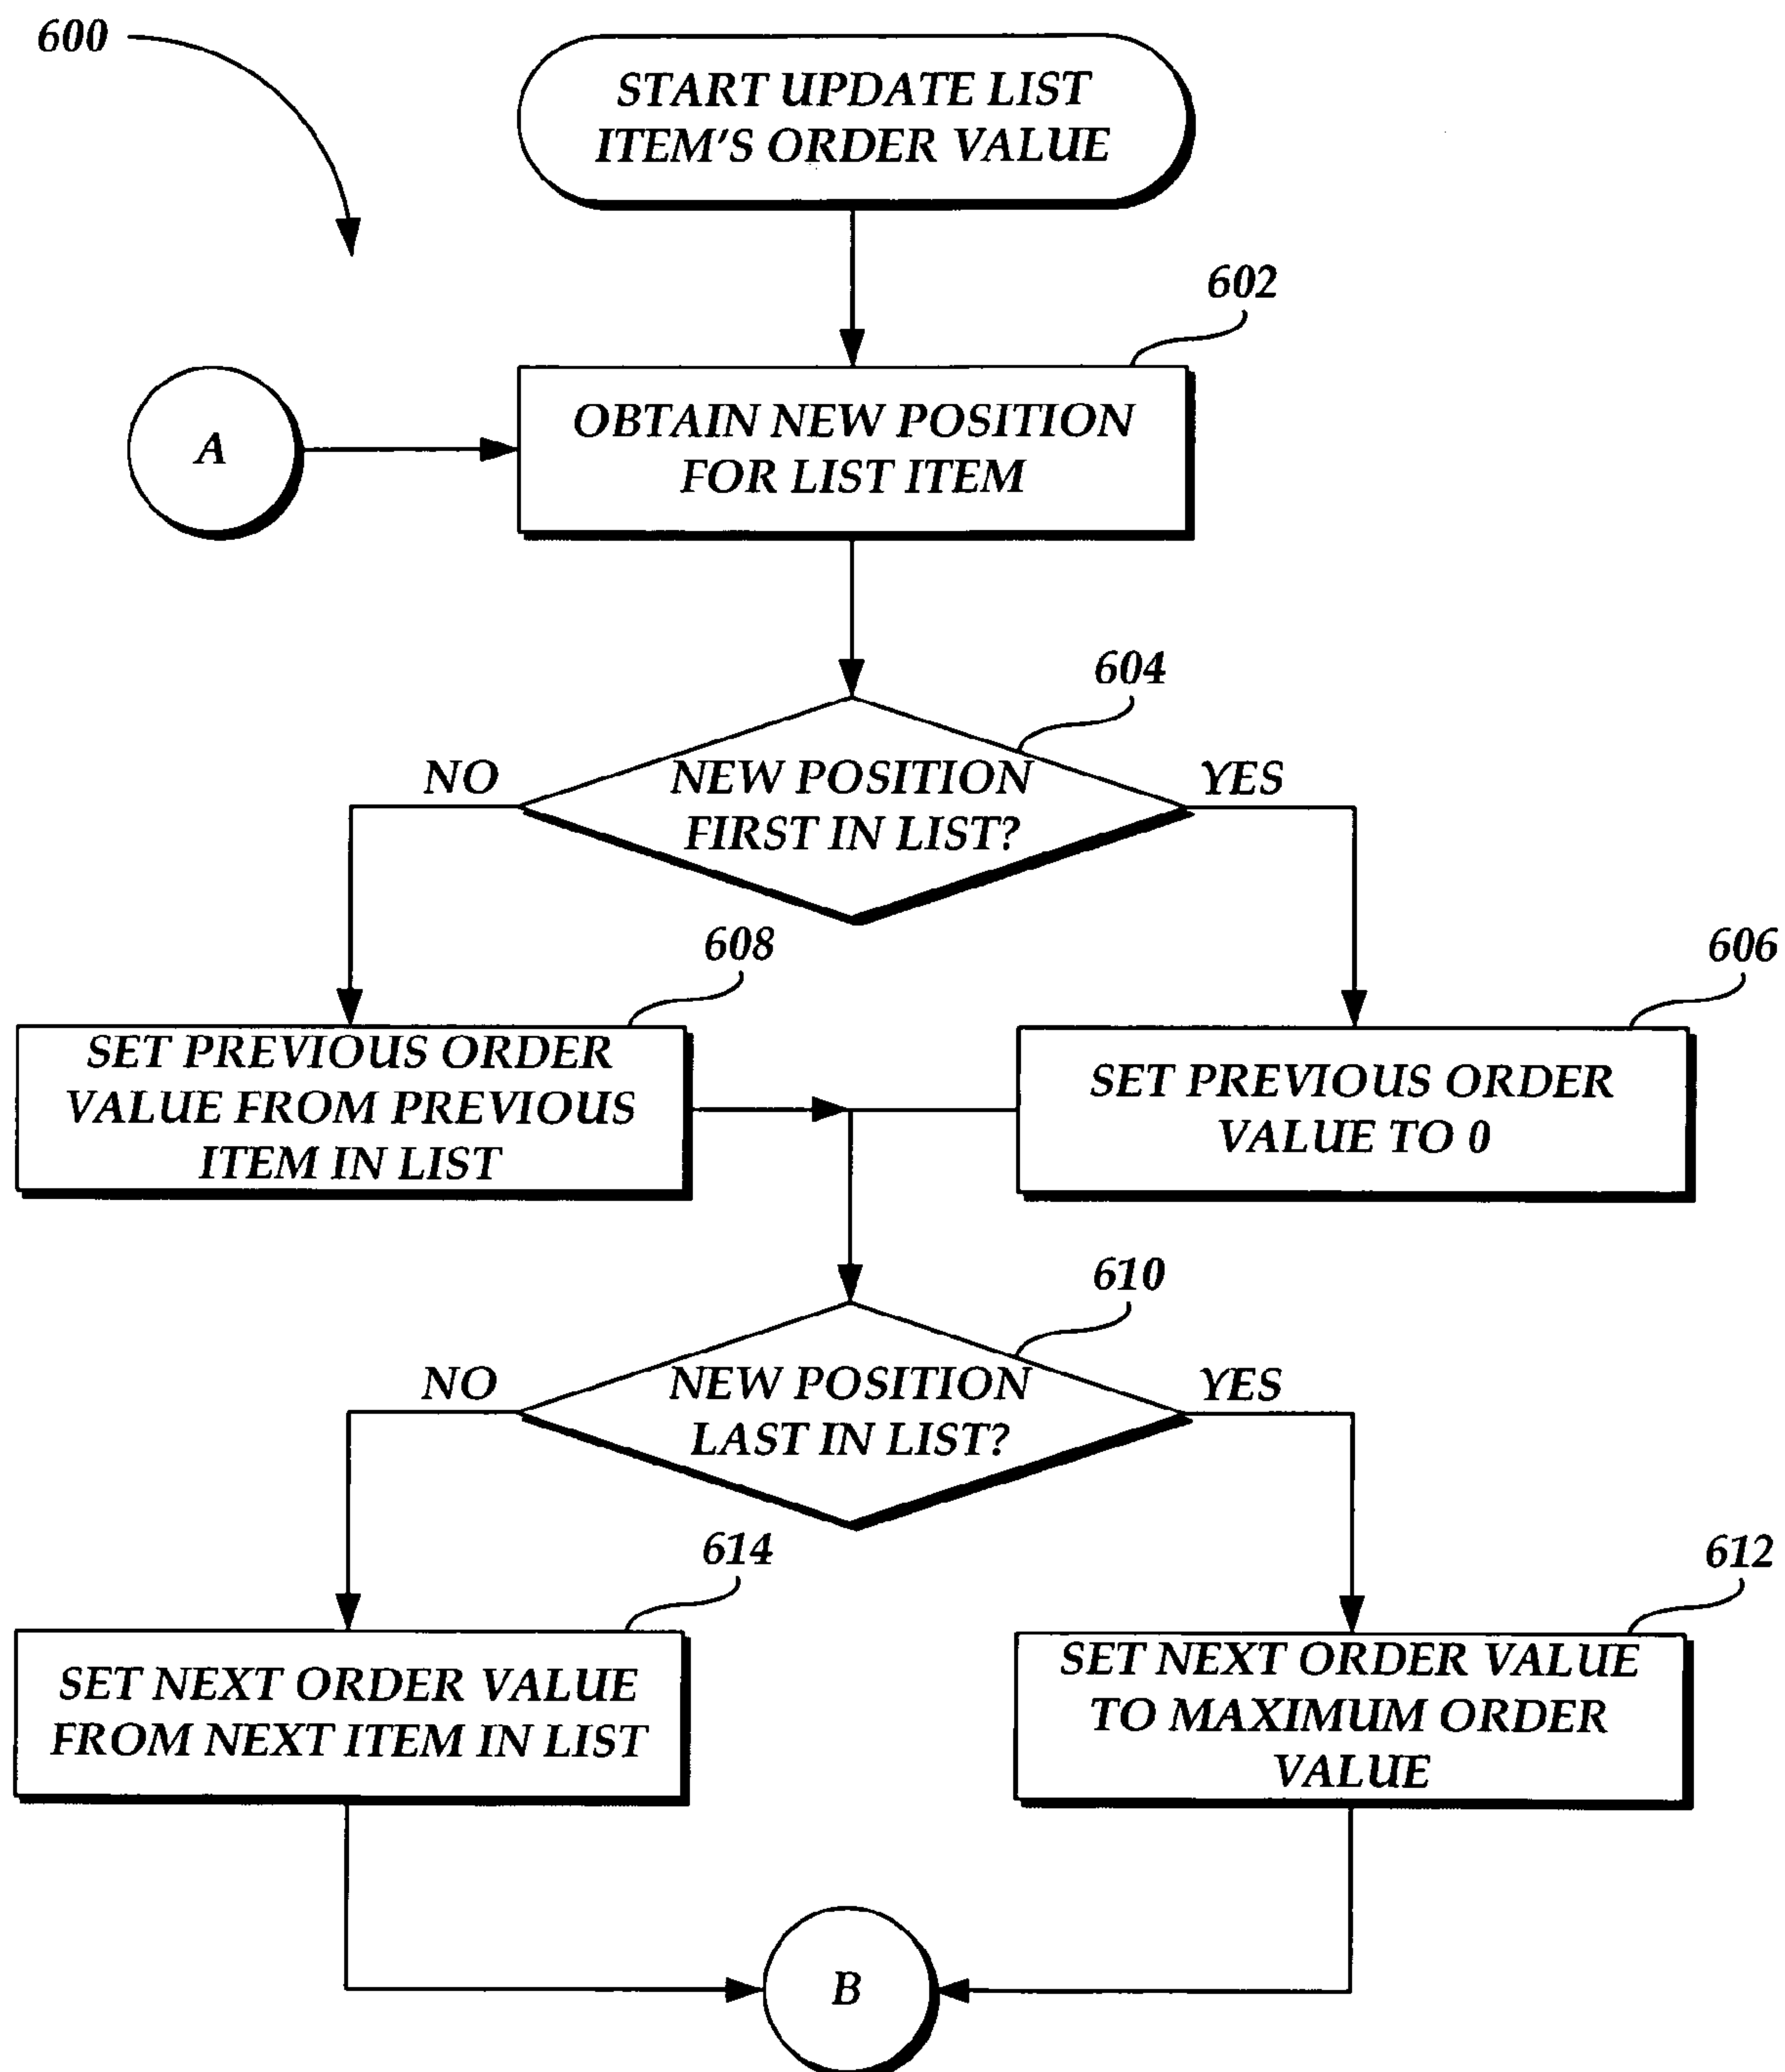 600
START UPDATE LIST
ITEM'S ORDER VALUE
602
A
OBTAIN NEW POSITION
FOR LIST ITEM
604
NO
NEW POSITION
FIRST IN LIST?
YES
608
606
SET PREVIOUS ORDER
VALUE FROM PREVIOUS
ITEM IN LIST
SET PREVIOUS ORDER
VALUE TO 0
610
NO
NEW POSITION
LAST IN LIST?
YES
614
612
SET NEXT ORDER VALUE
FROM NEXT ITEM IN LIST
SET NEXT ORDER VALUE
TO MAXIMUM ORDER
VALUE
B